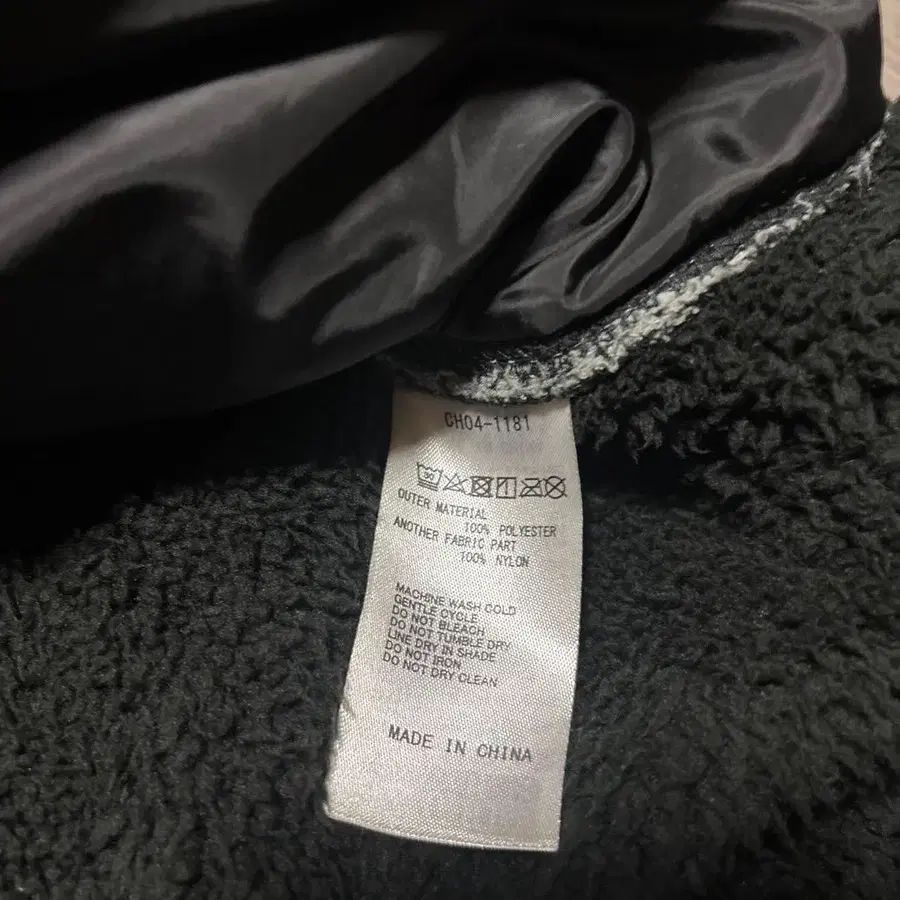 CH04-1181
OUTER MATERIAL
100% POLYESTER
ANOTHER FABRIC PART
100% NYLON
MACHINE WASH COLD
GENTLE CYCLE
DO NOT BLEACH
DO NOT TUMBLE DRY
LINE DRY IN SHADE
DO NOT IRON
DO NOT DRY CLEAN
MADE IN CHINA